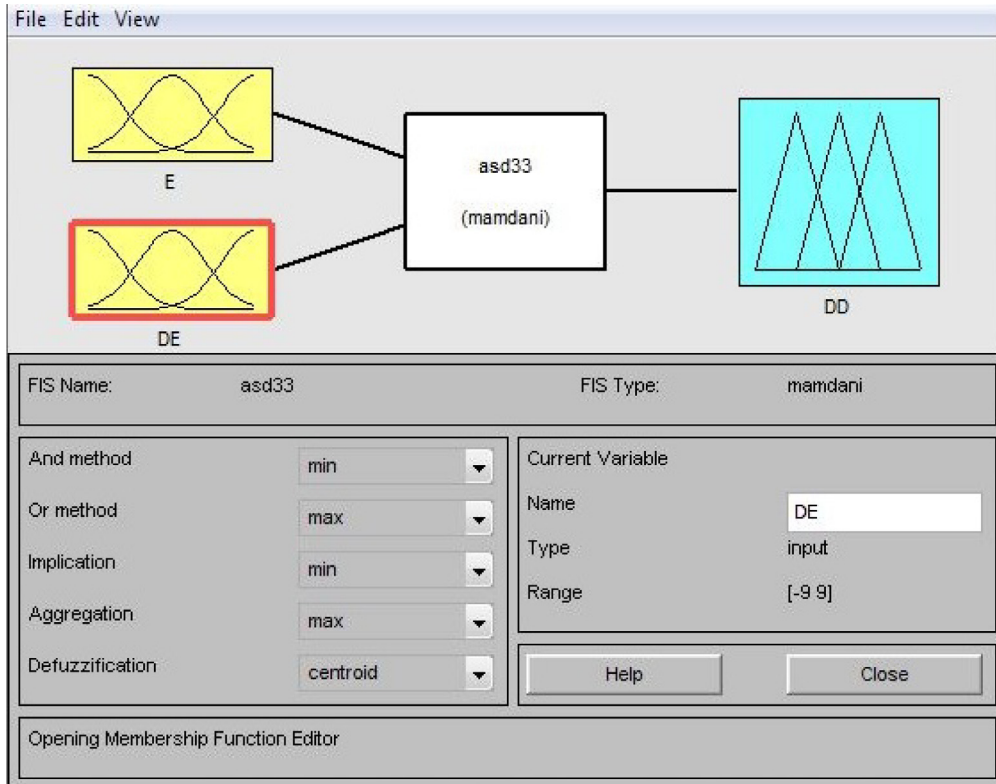 File Edit View
E
asd33
(mamdani)
DE
DD
FIS Name: asd33 FIS Type: mamdani
And method min
Or method max
Implication min
Aggregation max
Defuzzification centroid
Current Variable
Name DE
Type input
Range [-9 9]
Help Close
Opening Membership Function Editor